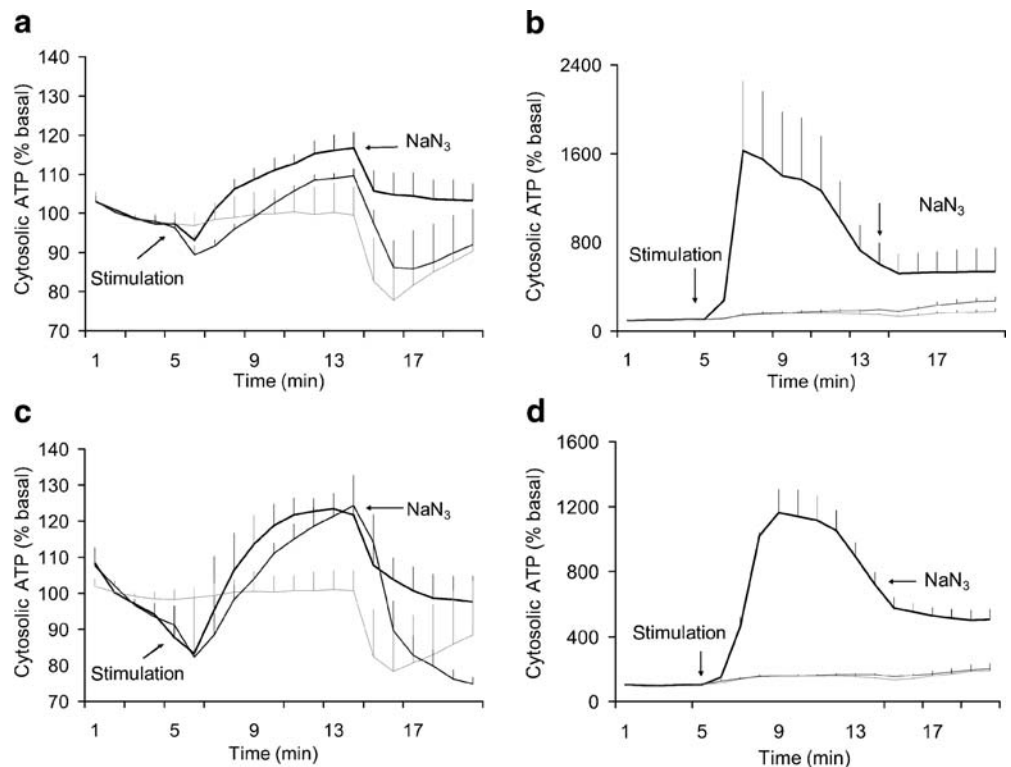 a
140
130
120
110
100
90
80
70
Cytosolic ATP (% basal)
NaN3
Stimulation
1 5 9 13 17
Time (min)
b
2400
1600
800
100
0
Cytosolic ATP (% basal)
NaN3
Stimulation
1 5 9 13 17
Time (min)
c
140
130
120
110
100
90
80
70
Cytosolic ATP (% basal)
NaN3
Stimulation
1 5 9 13 17
Time (min)
d
1600
1200
800
400
100
0
Cytosolic ATP (% basal)
NaN3
Stimulation
1 5 9 13 17
Time (min)